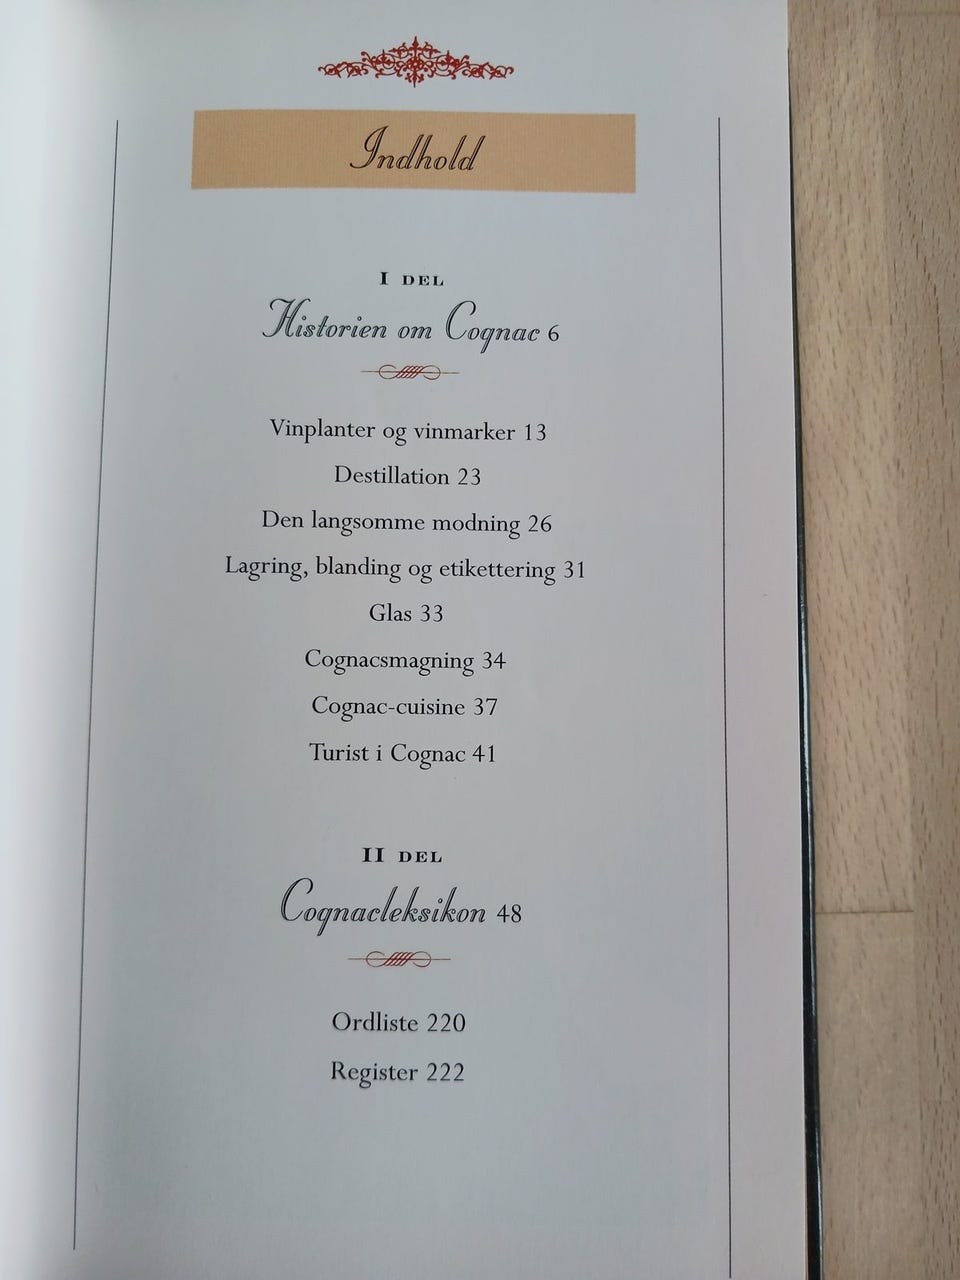 Indhold
I DEL
Historien om Cognac 6
Vinplanter og vinmarker 13
Destillation 23
Den langsomme modning 26
Lagring, blanding og etikettering 31
Glas 33
Cognacsmagning 34
Cognac-cuisine 37
Turist i Cognac 41
II DEL
Cognacleksikon 48
Ordliste 220
Register 222